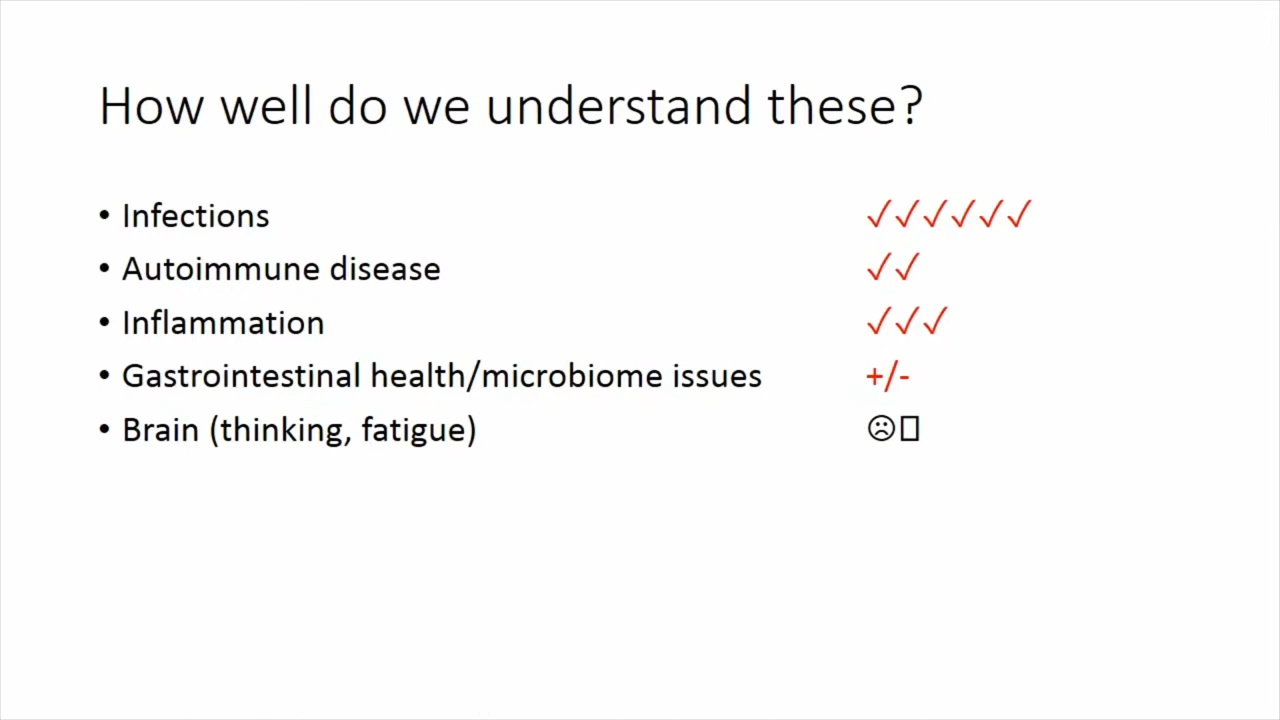 How well do we understand these?
• Infections ✓✓✓✓✓✓
• Autoimmune disease ✓✓
• Inflammation ✓✓✓
• Gastrointestinal health/microbiome issues +/-
• Brain (thinking, fatigue) ☹□